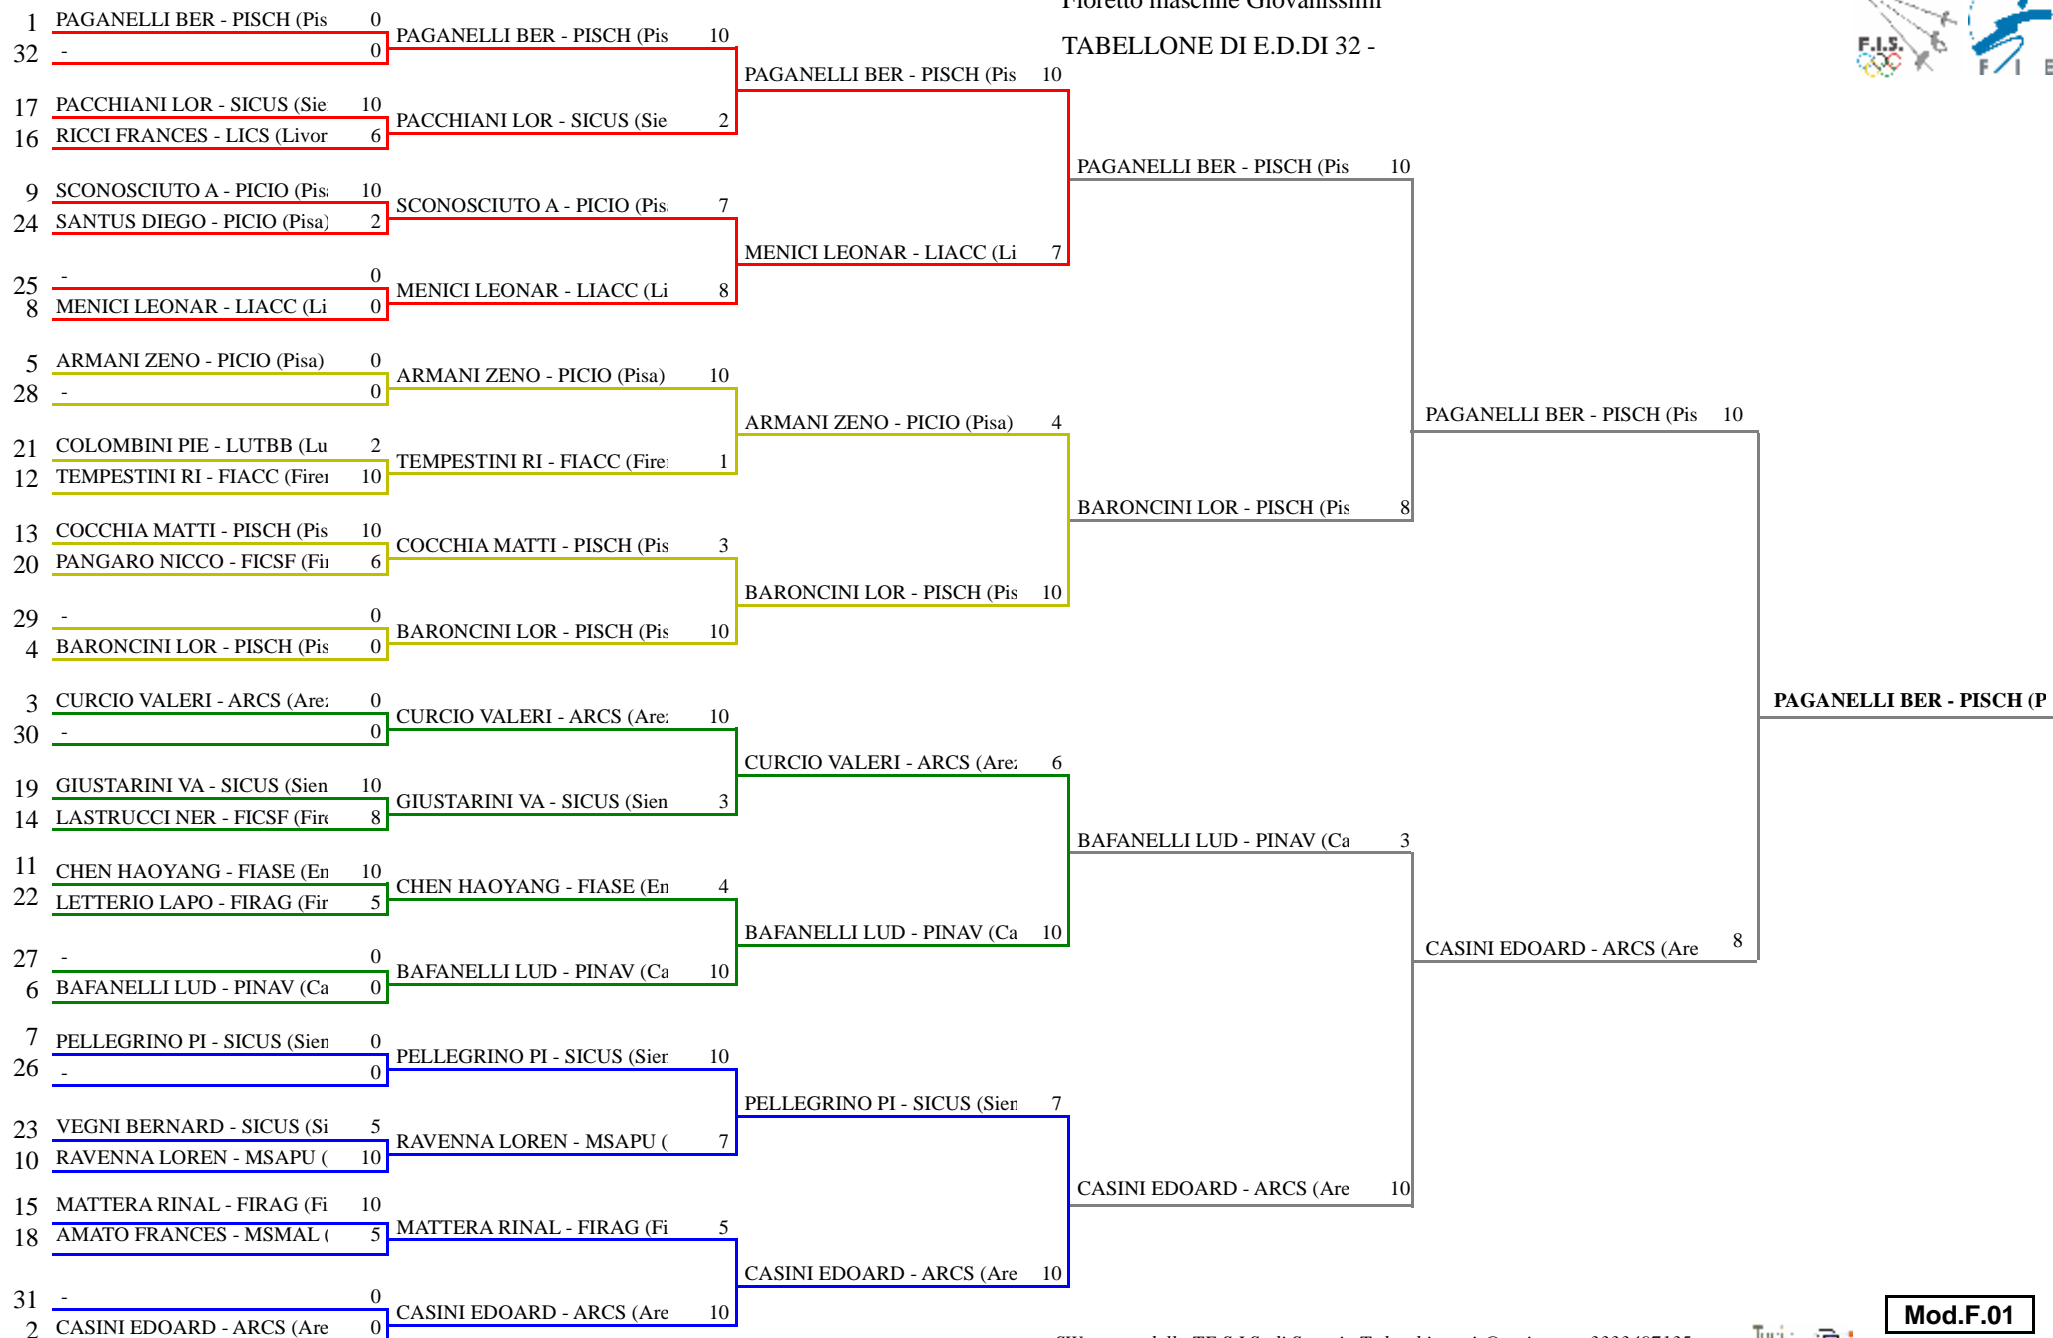 Fioretto maschile Giovanissimi
TABELLONE DI E.D.DI 32 -
F.I.S.
F I E
1 PAGANELLI BER - PISCH (Pis 0
32 - 0
17 PACCHIANI LOR - SICUS (Sie 10
16 RICCI FRANCES - LICS (Livor 6
9 SCONOSCIUTO A - PICIO (Pisa 10
24 SANTUS DIEGO - PICIO (Pisa) 2
25 - 0
8 MENICI LEONAR - LIACC (Li 0
5 ARMANI ZENO - PICIO (Pisa) 0
28 - 0
21 COLOMBINI PIE - LUTBB (Lu 2
12 TEMPESTINI RI - FIACC (Firen 10
13 COCCHIA MATTI - PISCH (Pis 10
20 PANGARO NICCO - FICSF (Fir 6
29 - 0
4 BARONCINI LOR - PISCH (Pis 0
3 CURCIO VALERI - ARCS (Arez 0
30 - 0
19 GIUSTARINI VA - SICUS (Sien 10
14 LASTRUCCI NER - FICSF (Fire 8
11 CHEN HAOYANG - FIASE (Em 10
22 LETTERIO LAPO - FIRAG (Fir 5
27 - 0
6 BAFANELLI LUD - PINAV (Ca 0
7 PELLEGRINO PI - SICUS (Sien 0
26 - 0
23 VEGNI BERNARD - SICUS (Si 5
10 RAVENNA LOREN - MSAPU ( 10
15 MATTERA RINAL - FIRAG (Fi 10
18 AMATO FRANCES - MSMAL ( 5
31 - 0
2 CASINI EDOARD - ARCS (Are 0
PAGANELLI BER - PISCH (Pis 10
PACCHIANI LOR - SICUS (Sie 2
SCONOSCIUTO A - PICIO (Pisa 7
MENICI LEONAR - LIACC (Li 8
ARMANI ZENO - PICIO (Pisa) 10
TEMPESTINI RI - FIACC (Firen 1
COCCHIA MATTI - PISCH (Pis 3
BARONCINI LOR - PISCH (Pis 10
CURCIO VALERI - ARCS (Arez 10
GIUSTARINI VA - SICUS (Sien 3
CHEN HAOYANG - FIASE (Em 4
BAFANELLI LUD - PINAV (Ca 10
PELLEGRINO PI - SICUS (Sien 10
RAVENNA LOREN - MSAPU ( 7
MATTERA RINAL - FIRAG (Fi 5
CASINI EDOARD - ARCS (Are 10
PAGANELLI BER - PISCH (Pis 10
MENICI LEONAR - LIACC (Li 7
ARMANI ZENO - PICIO (Pisa) 4
BARONCINI LOR - PISCH (Pis 10
CURCIO VALERI - ARCS (Arez 6
BAFANELLI LUD - PINAV (Ca 10
PELLEGRINO PI - SICUS (Sien 7
CASINI EDOARD - ARCS (Are 10
PAGANELLI BER - PISCH (Pis 10
BARONCINI LOR - PISCH (Pis 8
BAFANELLI LUD - PINAV (Ca 3
CASINI EDOARD - ARCS (Are 10
PAGANELLI BER - PISCH (Pis 10
CASINI EDOARD - ARCS (Are 8
PAGANELLI BER - PISCH (P
Mod.F.01